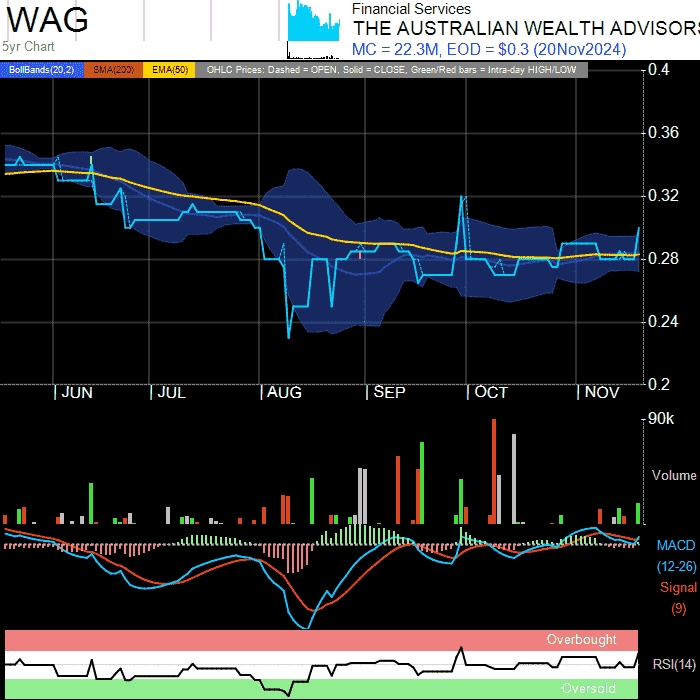 WAG
5yr Chart
Financial Services
THE AUSTRALIAN WEALTH ADVISORS
MC = 22.3M, EOD = $0.3 (20Nov2024)
BollBands(20,2) SMA(200) EMA(50) OHLC Prices: Dashed = OPEN, Solid = CLOSE, Green/Red bars = Intra-day HIGH/LOW
0.4
0.36
0.32
0.28
0.24
0.2
JUN JUL AUG SEP OCT NOV
90k
Volume
MACD
(12-26)
Signal
(9)
Overbought
RSI(14)
Oversold